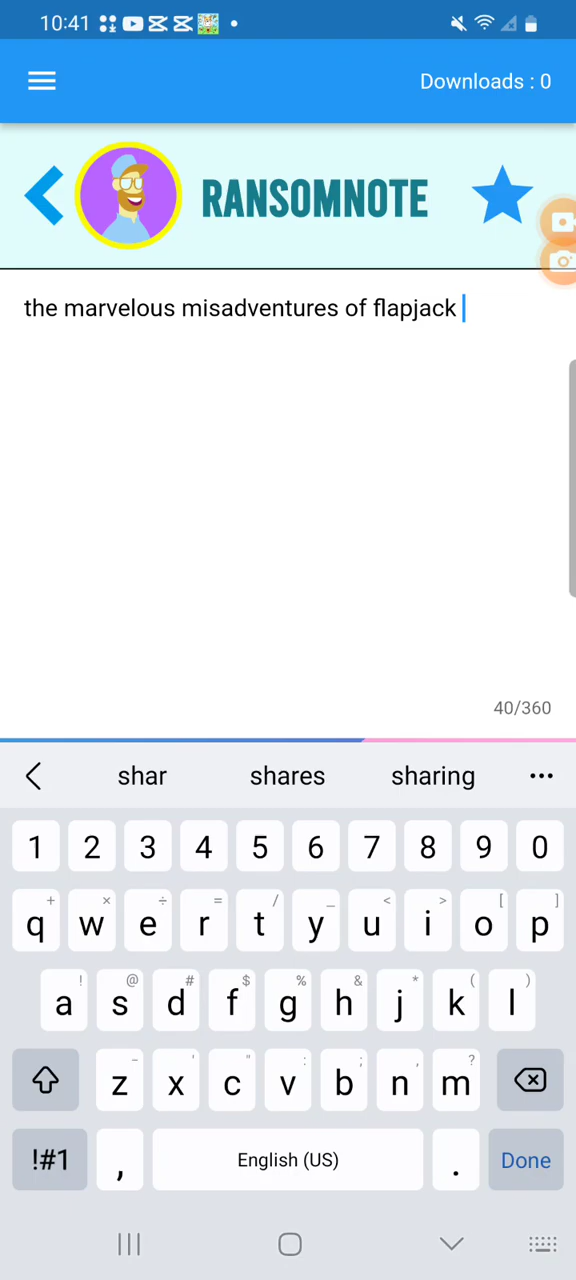 10:41
Downloads : 0
RANSOMNOTE
the marvelous misadventures of flapjack
40/360
shar shares sharing
1 2 3 4 5 6 7 8 9 0
+ × ÷ = / _ < > [ ]
q w e r t y u i o p
! @ # $ % & * ( )
a s d f g h j k l
- ' " : ; , ?
z x c v b n m
!#1 , English (US) . Done